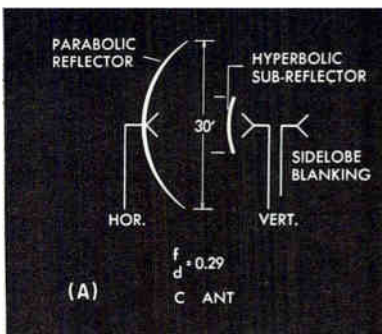 PARABOLIC
REFLECTOR
HYPERBOLIC
SUB-REFLECTOR
30'
SIDELOBE
BLANKING
HOR.
VERT.
f
d = 0.29
(A)
C ANT